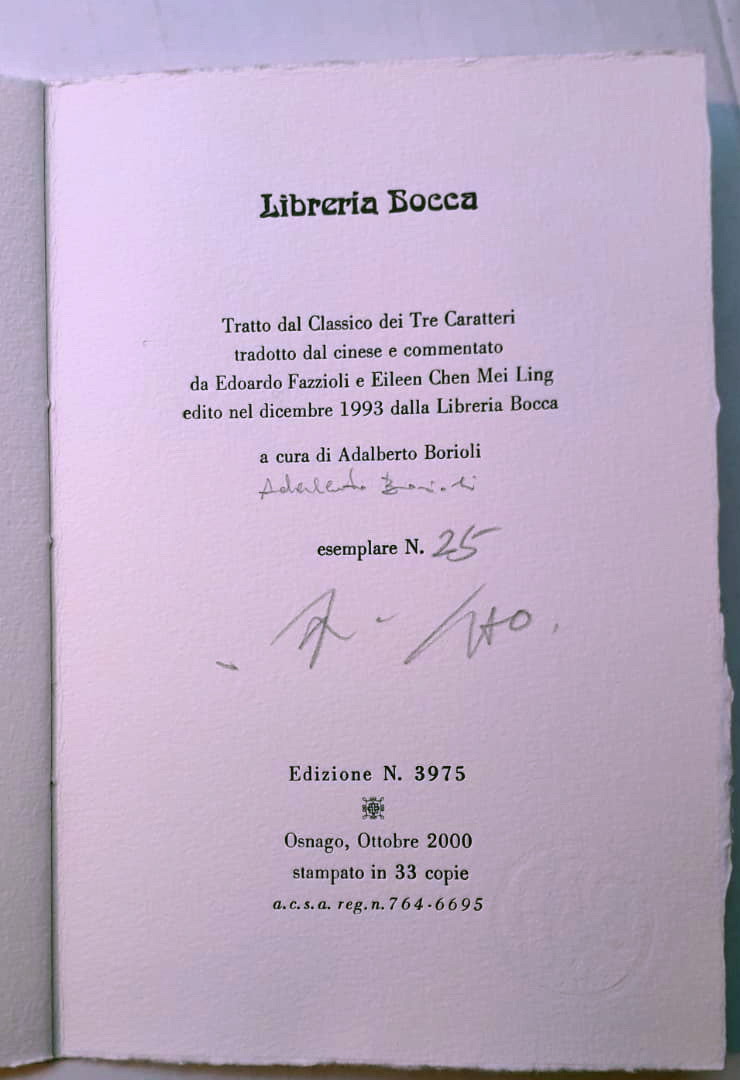 Libreria Bocca
Tratto dal Classico dei Tre Caratteri
tradotto dal cinese e commentato
da Edoardo Fazzioli e Eileen Chen Mei Ling
edito nel dicembre 1993 dalla Libreria Bocca
a cura di Adalberto Borioli
Adalberto Borioli
esemplare N. 25
Edizione N. 3975
Osnago, Ottobre 2000
stampato in 33 copie
a.c.s.a. reg.n.764-6695